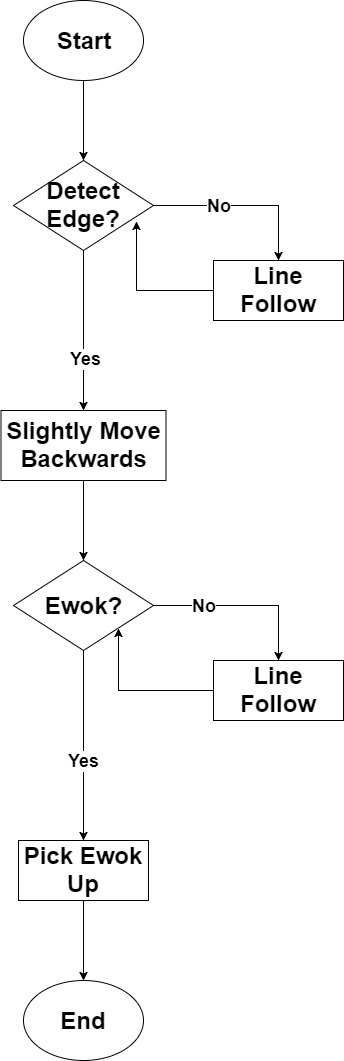 Start
Detect
Edge?
No
Line
Follow
Yes
Slightly Move
Backwards
Ewok?
No
Line
Follow
Yes
Pick Ewok
Up
End